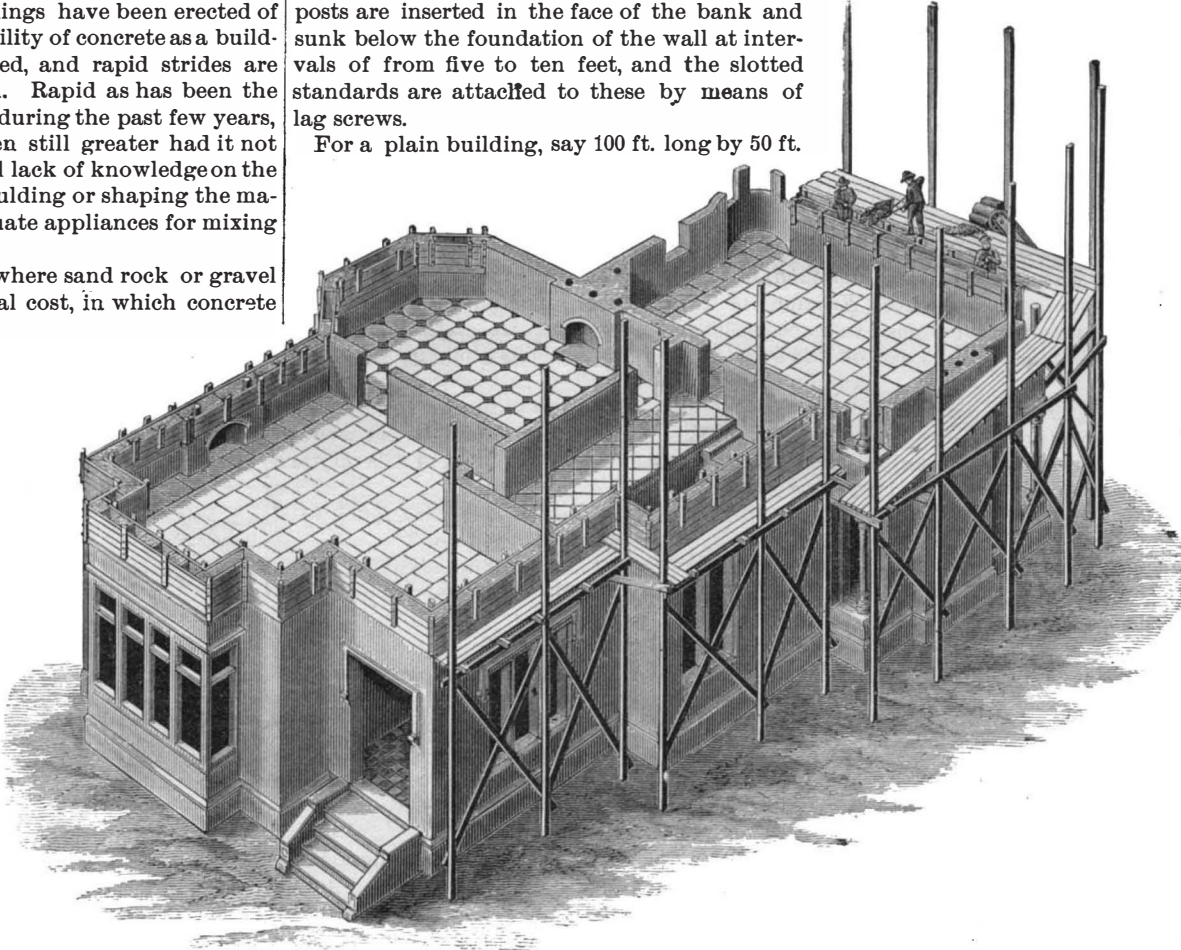 lings have been erected of
ility of concrete as a build-
ed, and rapid strides are
. Rapid as has been the
during the past few years,
en still greater had it not
l lack of knowledge on the
ulding or shaping the ma-
uate appliances for mixing
where sand rock or gravel
al cost, in which concrete
posts are inserted in the face of the bank and
sunk below the foundation of the wall at inter-
vals of from five to ten feet, and the slotted
standards are attached to these by means of
lag screws.
For a plain building, say 100 ft. long by 50 ft.